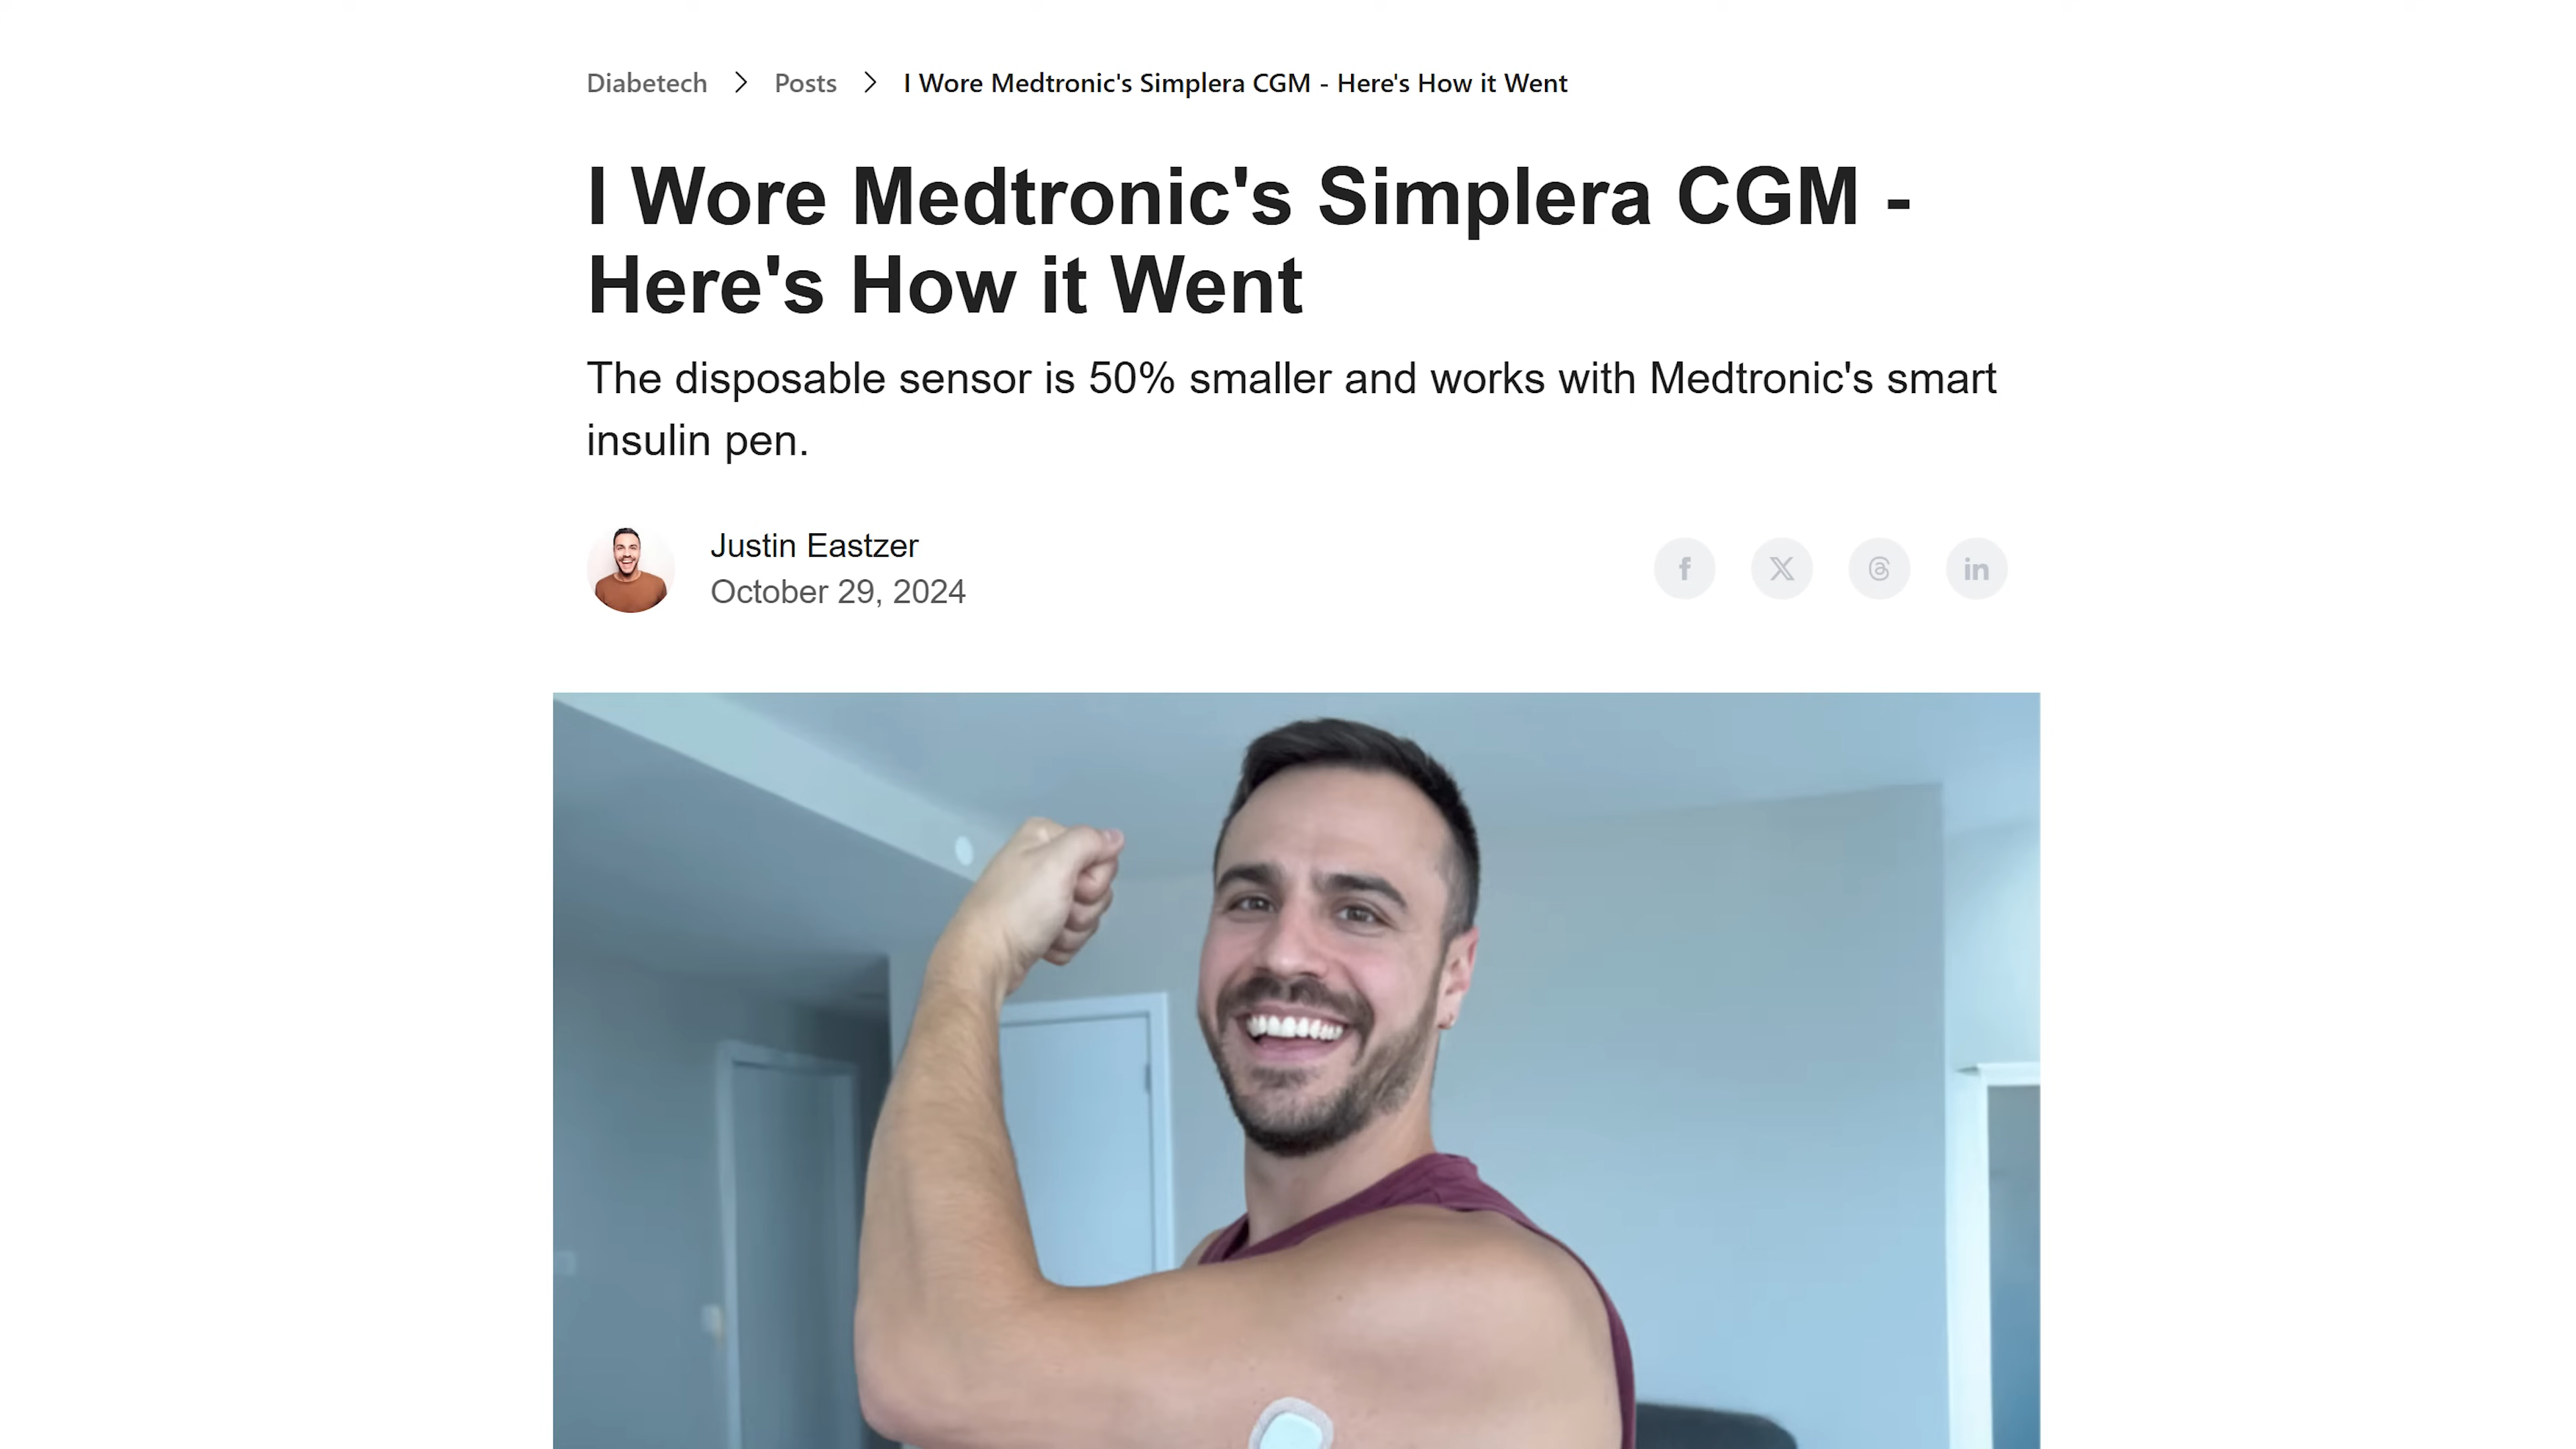 Diabetech > Posts > I Wore Medtronic's Simplera CGM - Here's How it Went
I Wore Medtronic's Simplera CGM -
Here's How it Went
The disposable sensor is 50% smaller and works with Medtronic's smart
insulin pen.
Justin Eastzer
October 29, 2024